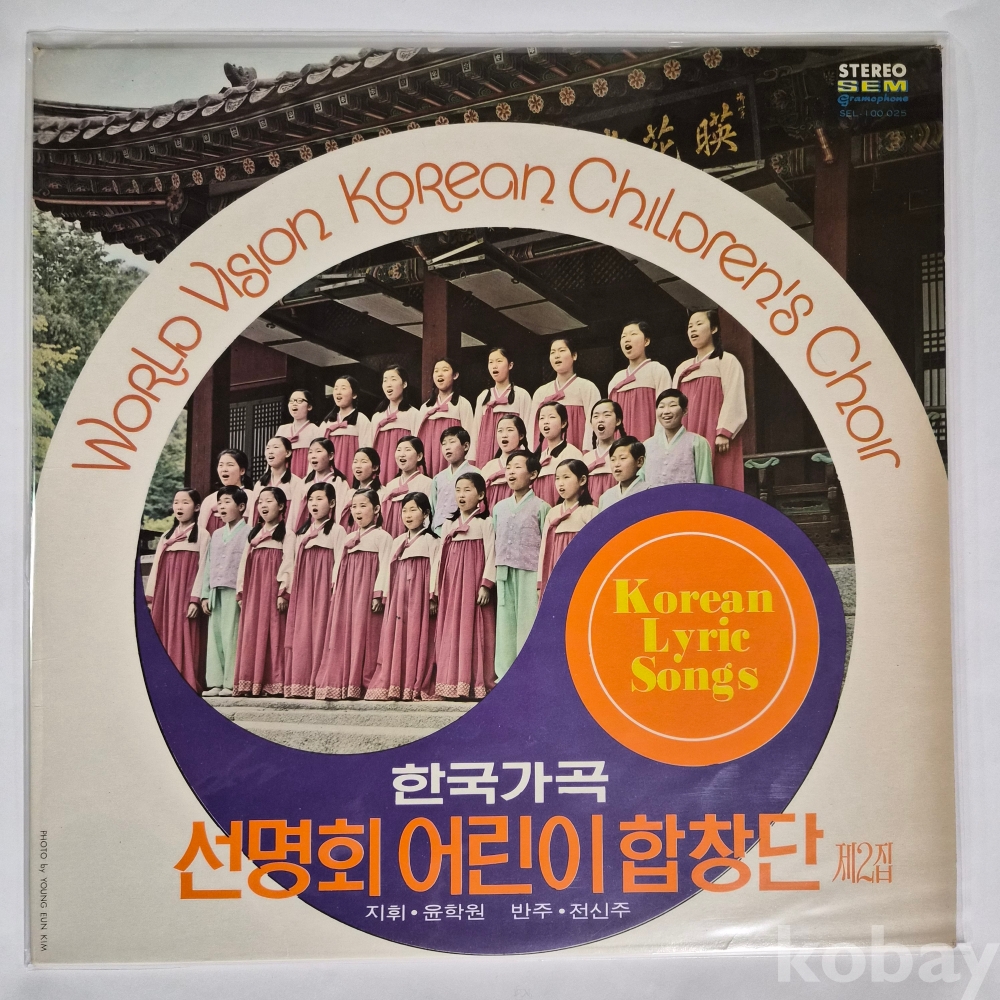 STEREO
SEM
Gramophone
SEL-100,025
花暎
World Vision Korean Children's Choir
Korean
Lyric
Songs
한국가곡
선명회 어린이 합창단 제2집
지휘・윤학원 반주・전신주
PHOTO by YOUNG EUN KIM
kobay